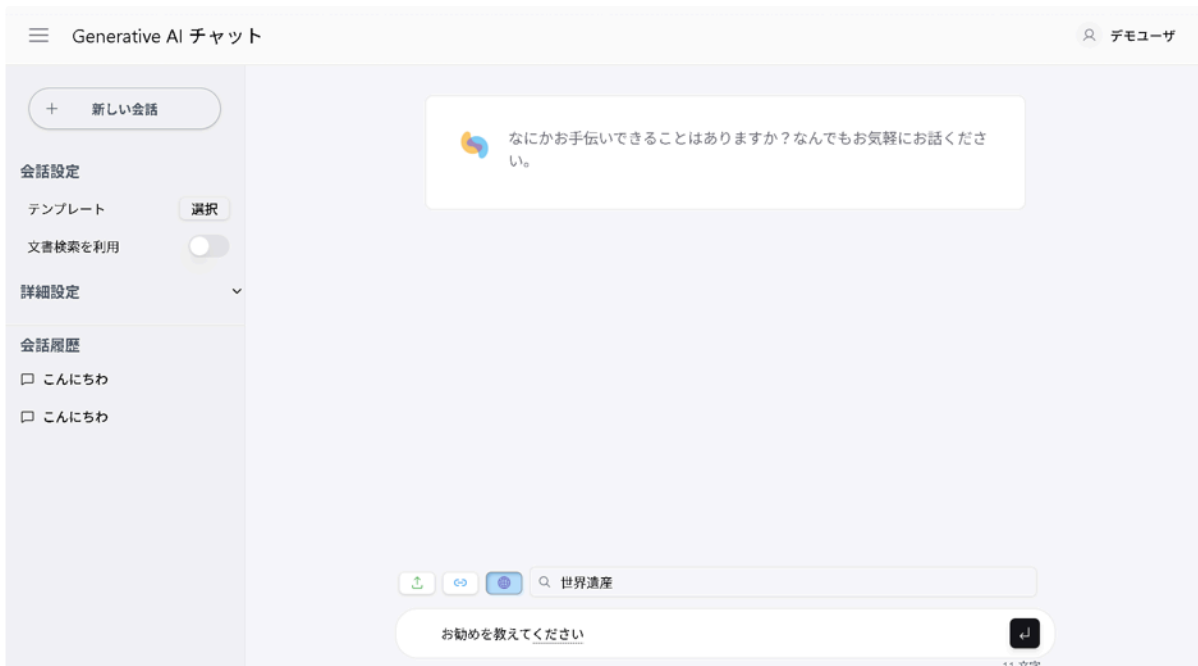 Generative AI チャット
デモユーザ
新しい会話
会話設定
テンプレート
選択
文書検索を利用
詳細設定
会話履歴
こんにちわ
こんにちわ
なにかお手伝いできることはありますか？なんでもお気軽にお話くださ
い。
世界遺産
お勧めを教えてください
11 文字